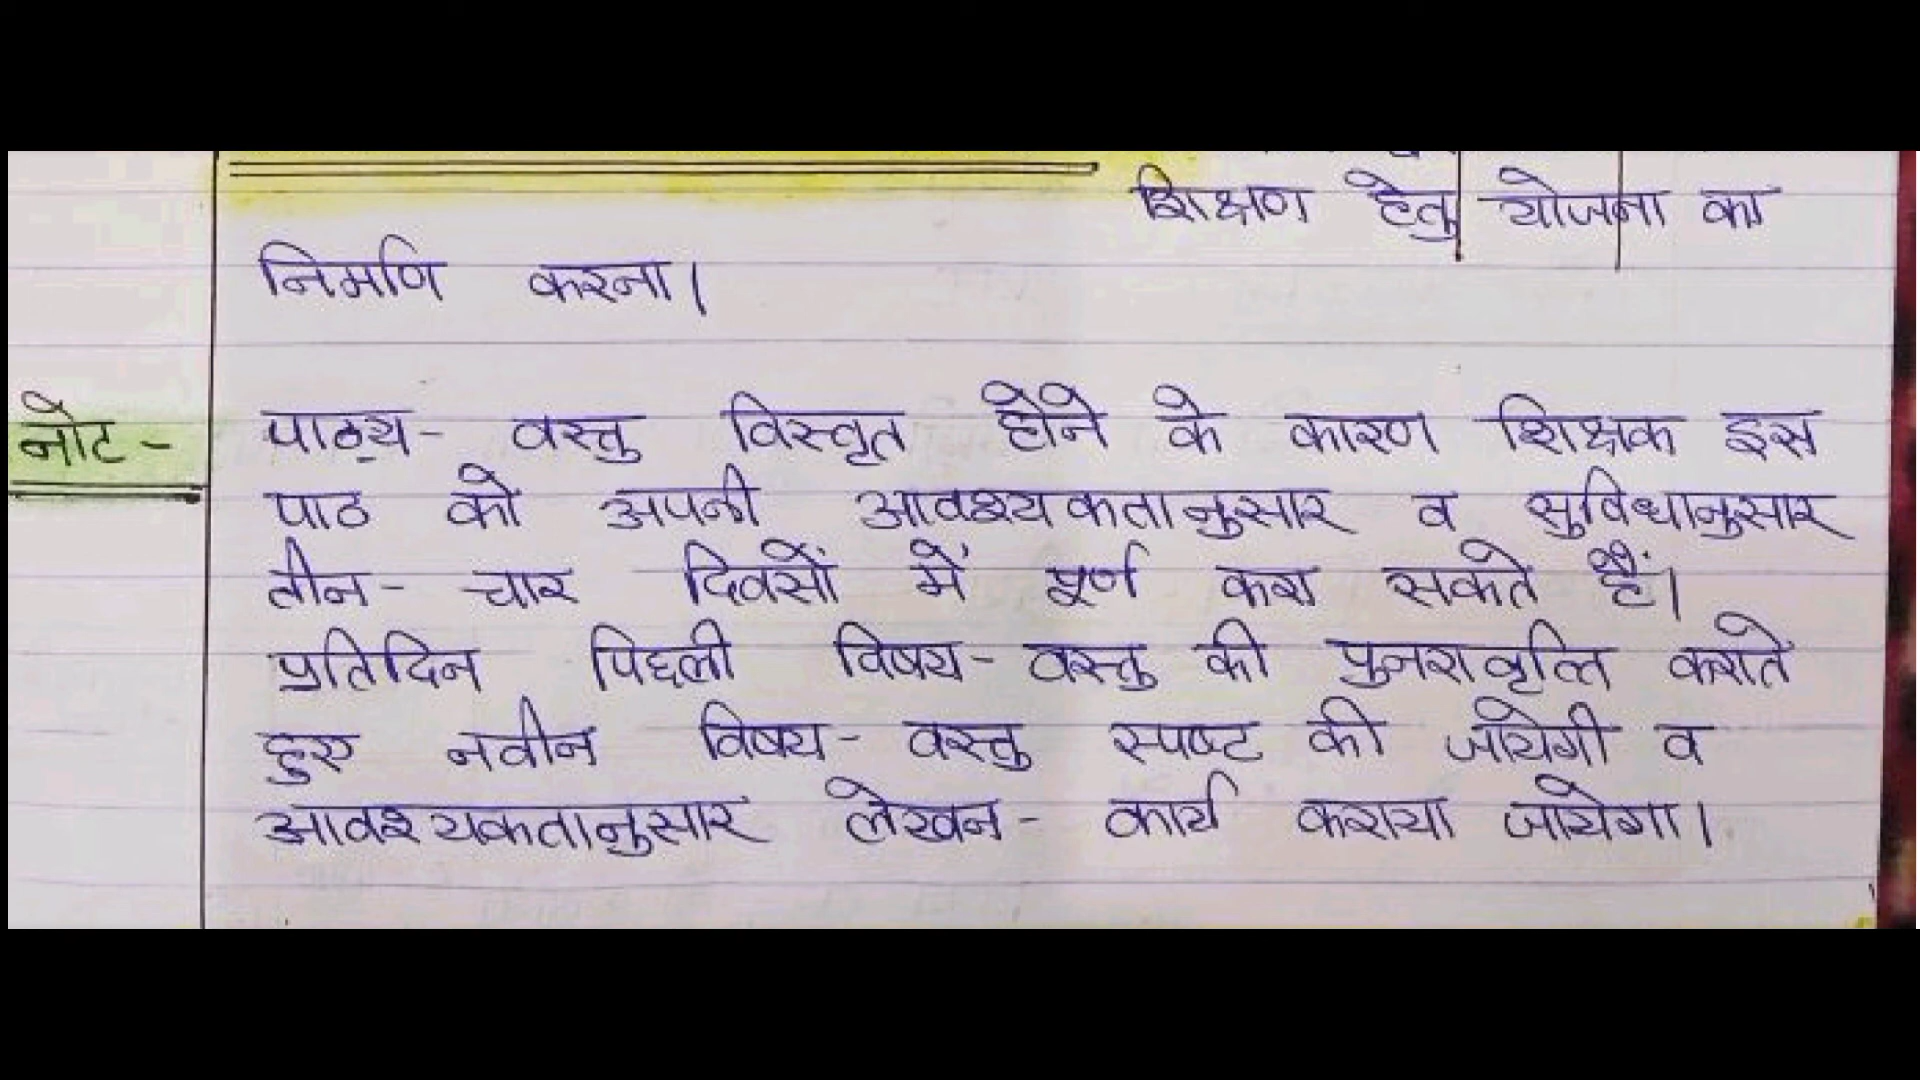 शिक्षण हेतु योजना का
निर्माण करना।
नोट - पाठ्य - वस्तु विस्तृत होने के कारण शिक्षक इस
पाठ को अपनी आवश्यकतानुसार व सुविधानुसार
तीन - चार दिवसों में पूर्ण करा सकते हैं।
प्रतिदिन पिछली विषय - वस्तु की पुनरावृत्ति कराते
हुए नवीन विषय - वस्तु स्पष्ट की जायेगी व
आवश्यकतानुसार लेखन - कार्य कराया जायेगा।